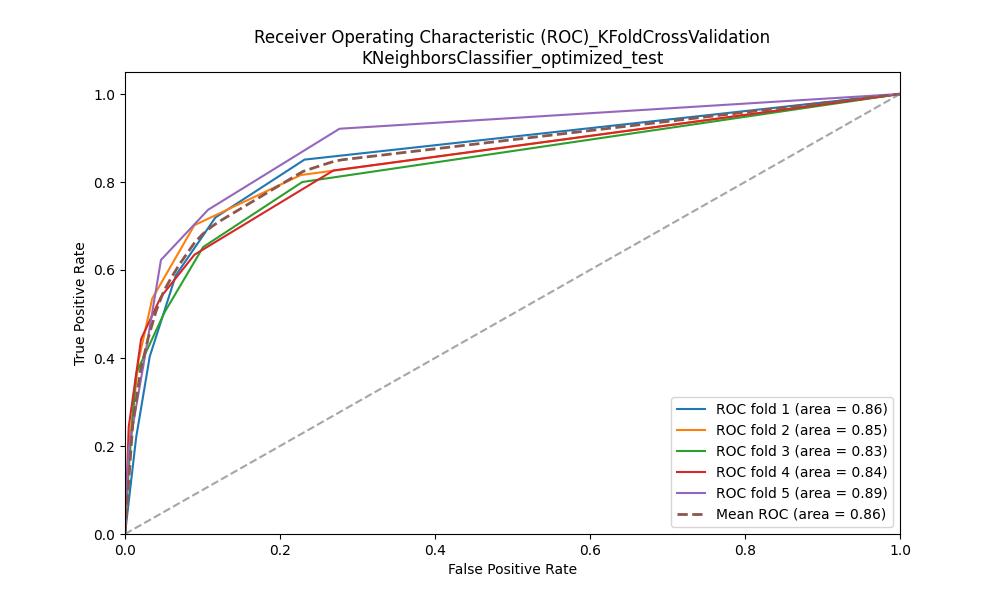 Receiver Operating Characteristic (ROC)_KFoldCrossValidation
KNeighborsClassifier_optimized_test
True Positive Rate
1.0
0.8
0.6
0.4
0.2
0.0
0.0
0.2
0.4
0.6
0.8
1.0
False Positive Rate
ROC fold 1 (area = 0.86)
ROC fold 2 (area = 0.85)
ROC fold 3 (area = 0.83)
ROC fold 4 (area = 0.84)
ROC fold 5 (area = 0.89)
Mean ROC (area = 0.86)